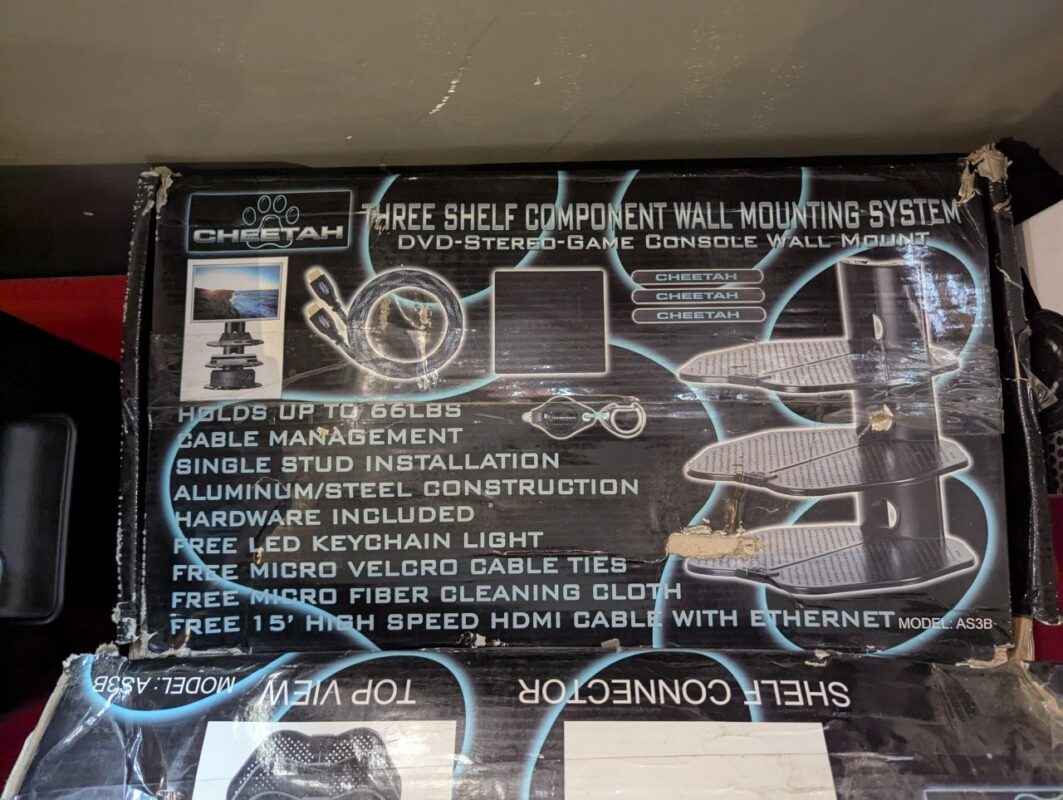 CHEETAH
THREE SHELF COMPONENT WALL MOUNTING SYSTEM
DVD-STEREO-GAME CONSOLE WALL MOUNT
CHEETAH
CHEETAH
CHEETAH
HOLDS UP TO 66LBS
CABLE MANAGEMENT
SINGLE STUD INSTALLATION
ALUMINUM/STEEL CONSTRUCTION
HARDWARE INCLUDED
FREE LED KEYCHAIN LIGHT
FREE MICRO VELCRO CABLE TIES
FREE MICRO FIBER CLEANING CLOTH
FREE 15' HIGH SPEED HDMI CABLE WITH ETHERNET
MODEL: AS3B
SHELF CONNECTOR
TOP VIEW
MODEL: AS3B